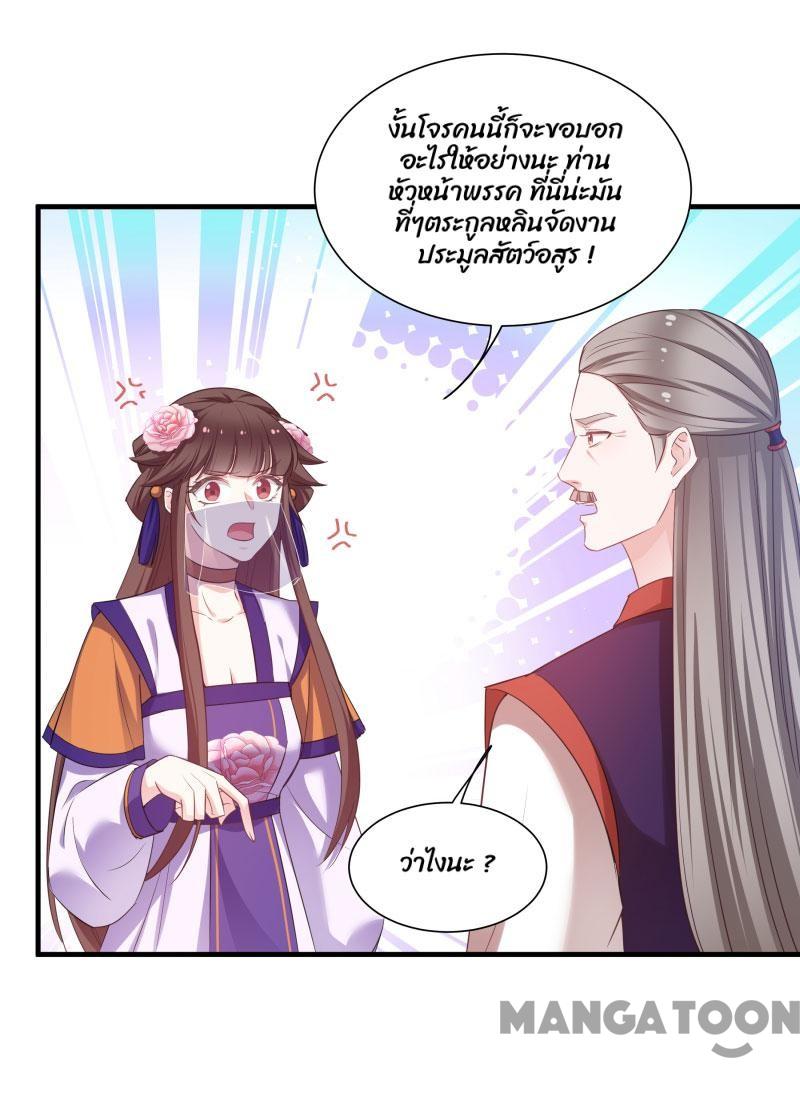 งั้นโจรคนนี้ก็จะขอบอก
อะไรให้อย่างนะ ท่าน
หัวหน้าพรรค ที่นี่น่ะมัน
ที่ๆตระกูลหลินจัดงาน
ประมูลสัตว์อสูร !
ว่าไงนะ ?
MANGATOON